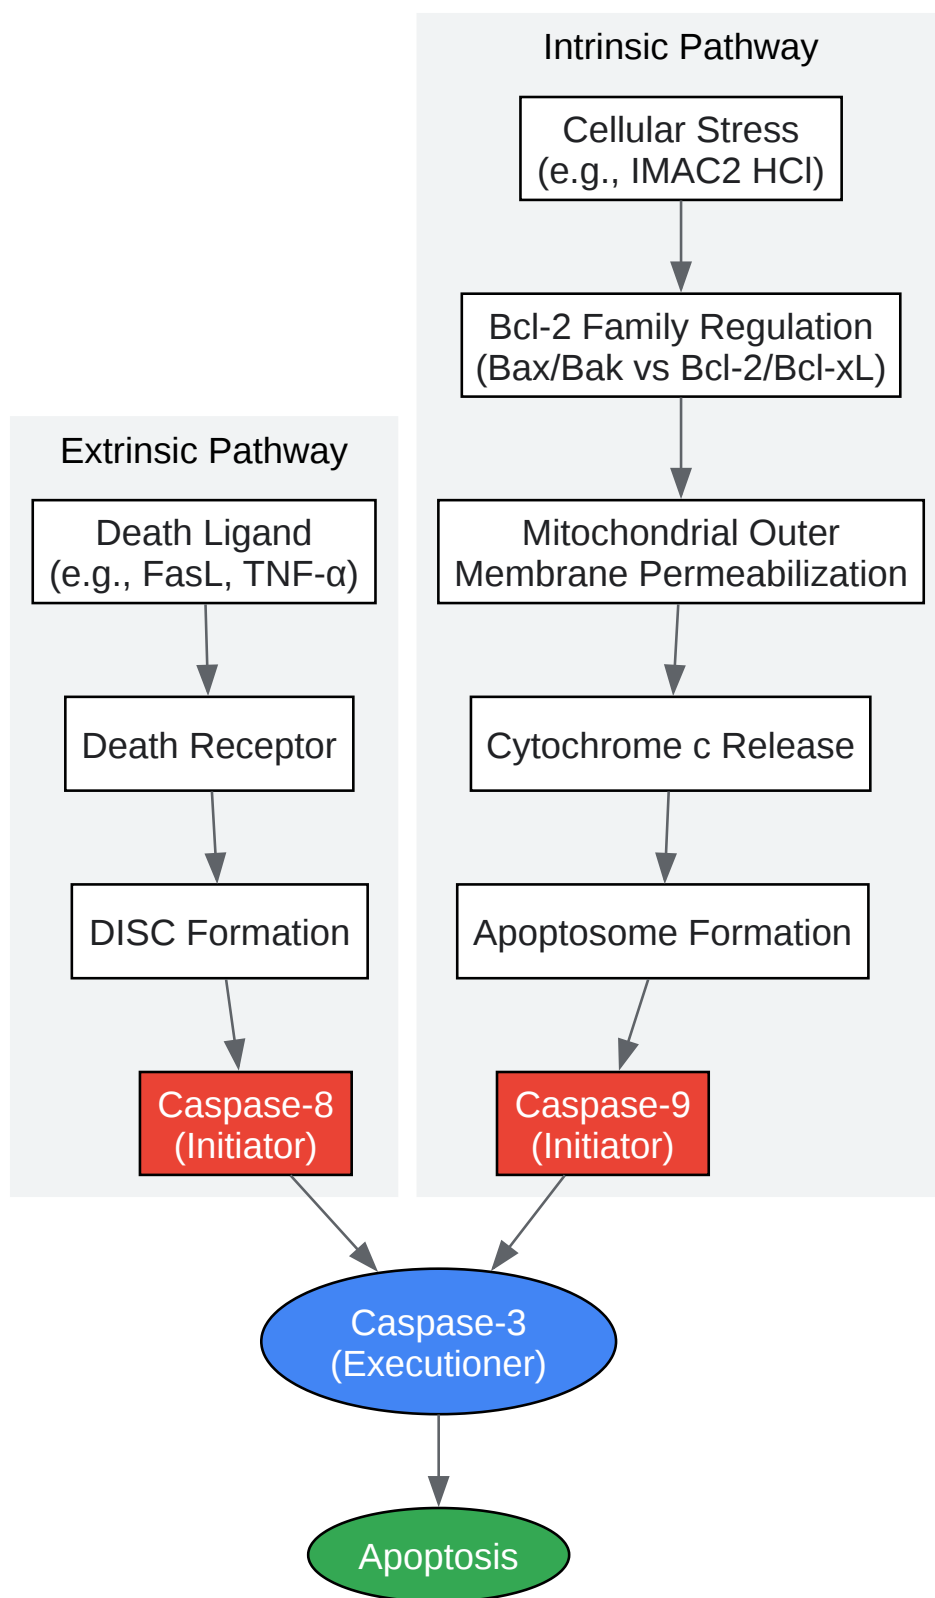 Intrinsic Pathway
Cellular Stress
(e.g., IMAC2 HCl)
Bcl-2 Family Regulation
(Bax/Bak vs Bcl-2/Bcl-xL)
Mitochondrial Outer
Membrane Permeabilization
Cytochrome c Release
Apoptosome Formation
Caspase-9
(Initiator)
Extrinsic Pathway
Death Ligand
(e.g., FasL, TNF-α)
Death Receptor
DISC Formation
Caspase-8
(Initiator)
Caspase-3
(Executioner)
Apoptosis